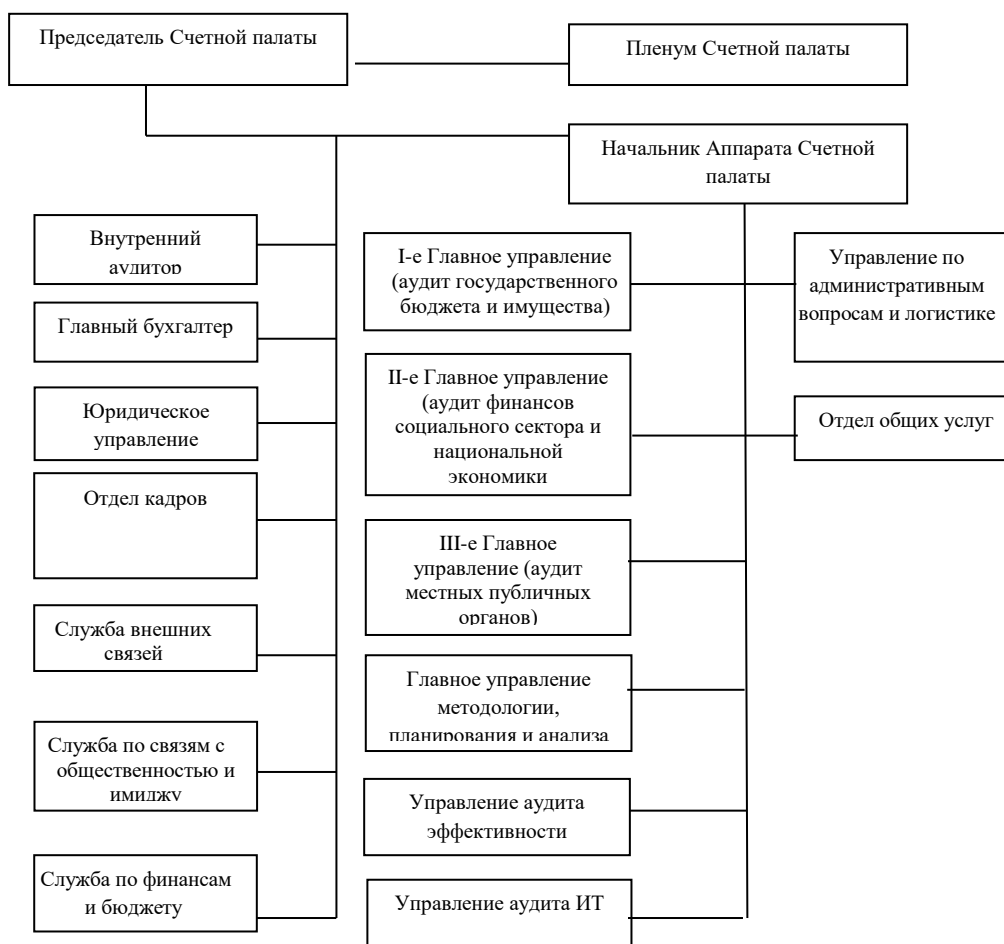 Председатель Счетной палаты
Пленум Счетной палаты
Начальник Аппарата Счетной
палаты
Внутренний
аудитор
Главный бухгалтер
Юридическое
управление
Отдел кадров
Служба внешних
связей
Служба по связям с
общественностью и
имиджу
Служба по финансам
и бюджету
I-е Главное управление
(аудит государственного
бюджета и имущества)
II-е Главное управление
(аудит финансов
социального сектора и
национальной
экономики
III-е Главное
управление (аудит
местных публичных
органов)
Главное управление
методологии,
планирования и анализа
Управление аудита
эффективности
Управление аудита ИТ
Управление по
административным
вопросам и логистике
Отдел общих услуг